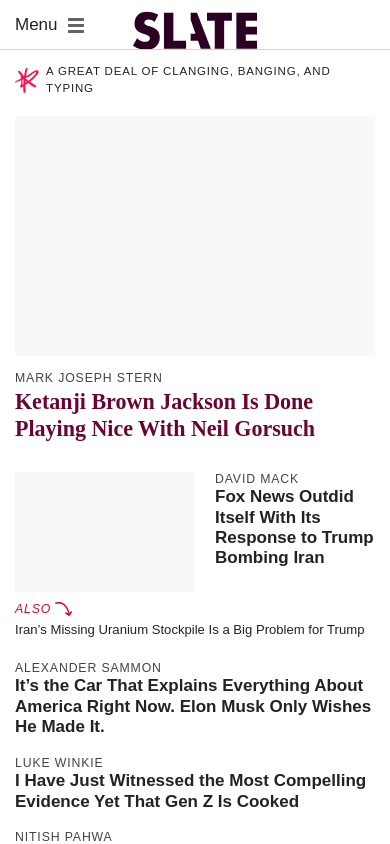 Menu
SLATE
A GREAT DEAL OF CLANGING, BANGING, AND
TYPING
MARK JOSEPH STERN
Ketanji Brown Jackson Is Done
Playing Nice With Neil Gorsuch
DAVID MACK
Fox News Outdid
Itself With Its
Response to Trump
Bombing Iran
ALSO
Iran’s Missing Uranium Stockpile Is a Big Problem for Trump
ALEXANDER SAMMON
It’s the Car That Explains Everything About
America Right Now. Elon Musk Only Wishes
He Made It.
LUKE WINKIE
I Have Just Witnessed the Most Compelling
Evidence Yet That Gen Z Is Cooked
NITISH PAHWA